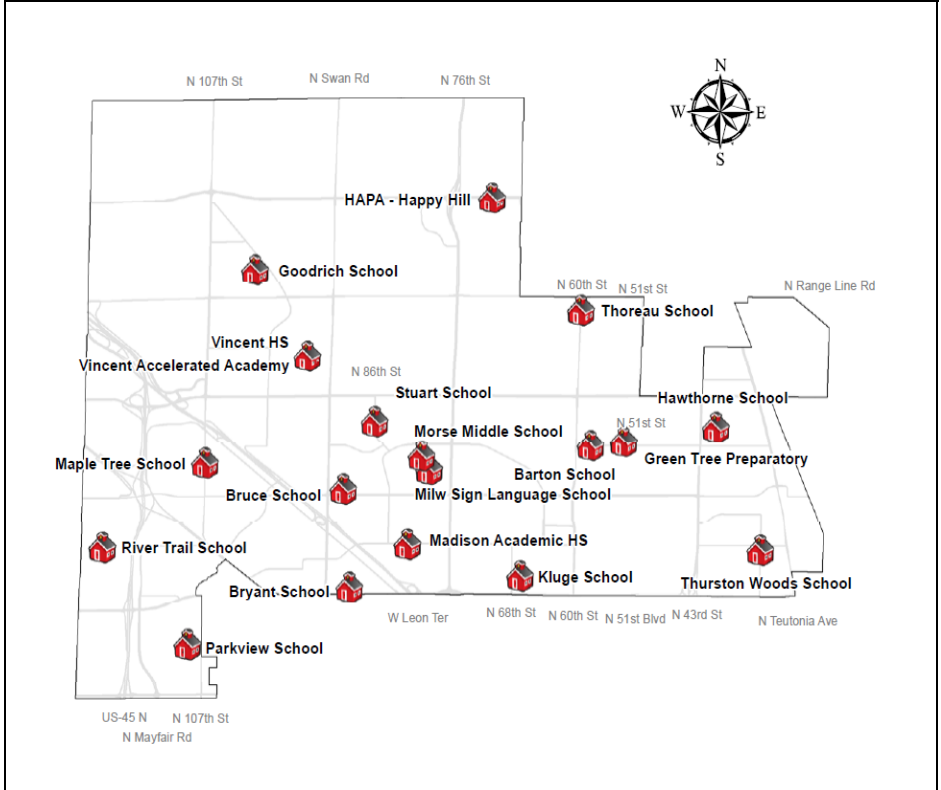 N
W E
S
N 107th St N Swan Rd N 76th St
HAPA - Happy Hill
Goodrich School
N 60th St N 51st St N Range Line Rd
Thoreau School
Vincent HS
Vincent Accelerated Academy
N 86th St
Stuart School
Hawthorne School
N 51st St
Morse Middle School
Green Tree Preparatory
Maple Tree School
Barton School
Bruce School
Milw Sign Language School
River Trail School
Madison Academic HS
Kluge School
Thurston Woods School
Bryant School
W Leon Ter
N 68th St N 60th St N 51st Blvd N 43rd St N Teutonia Ave
Parkview School
US-45 N N 107th St
N Mayfair Rd